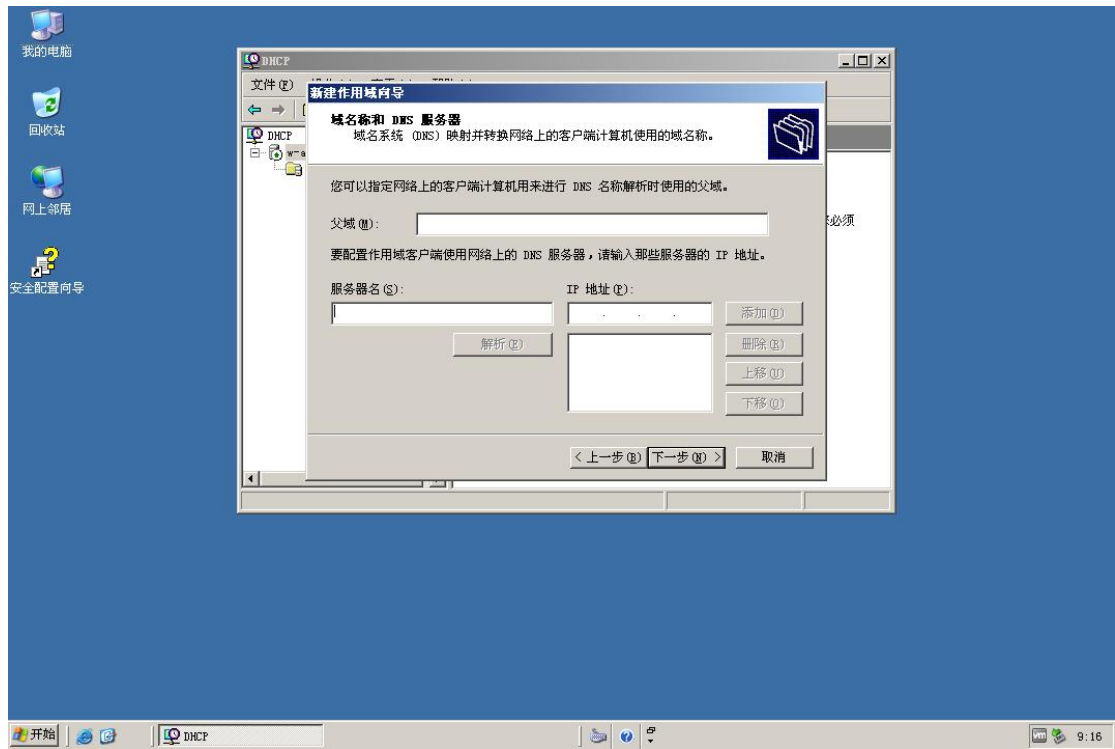 我的电脑
回收站
网上邻居
安全配置向导
DHCP
文件(F)
新建作用域向导
域名称和 DNS 服务器
域名系统 (DNS) 映射并转换网络上的客户端计算机使用的域名称。
DHCP
您可以指定网络上的客户端计算机用来进行 DNS 名称解析时使用的父域。
父域(M):
必须
要配置作用域客户端使用网络上的 DNS 服务器，请输入那些服务器的 IP 地址。
服务器名(S):
IP 地址(P):
添加(D)
解析(E)
删除(R)
上移(U)
下移(O)
< 上一步(B)
下一步(N) >
取消
开始
DHCP
9:16